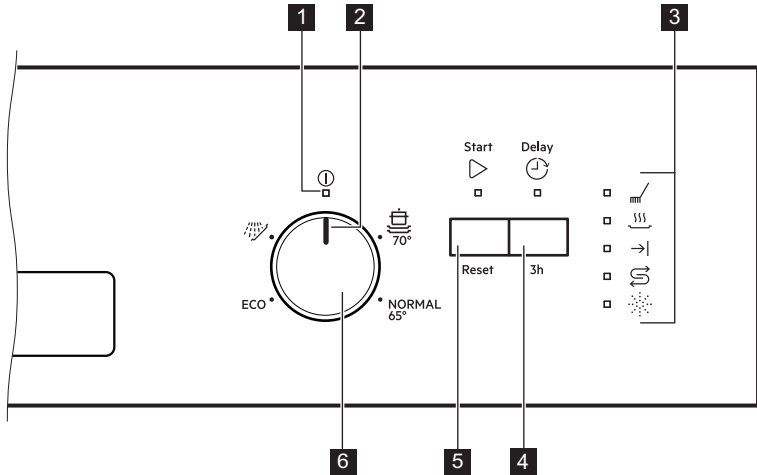 1
2
3
Start
Delay
70°
ECO
NORMAL
65°
Reset
3h
6
5
4